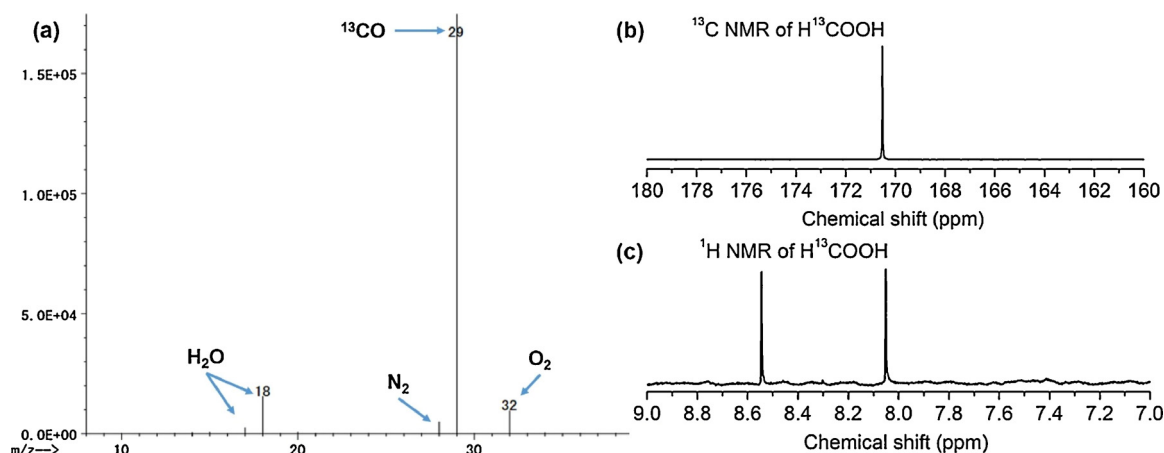 (a)
¹³CO
29
1.5E+05
1.0E+05
5.0E+04
0.0E+00
H₂O
18
N₂
O₂
32
m/z-->
10
20
30
(b)
¹³C NMR of H¹³COOH
180 178 176 174 172 170 168 166 164 162 160
Chemical shift (ppm)
(c)
¹H NMR of H¹³COOH
9.0 8.8 8.6 8.4 8.2 8.0 7.8 7.6 7.4 7.2 7.0
Chemical shift (ppm)